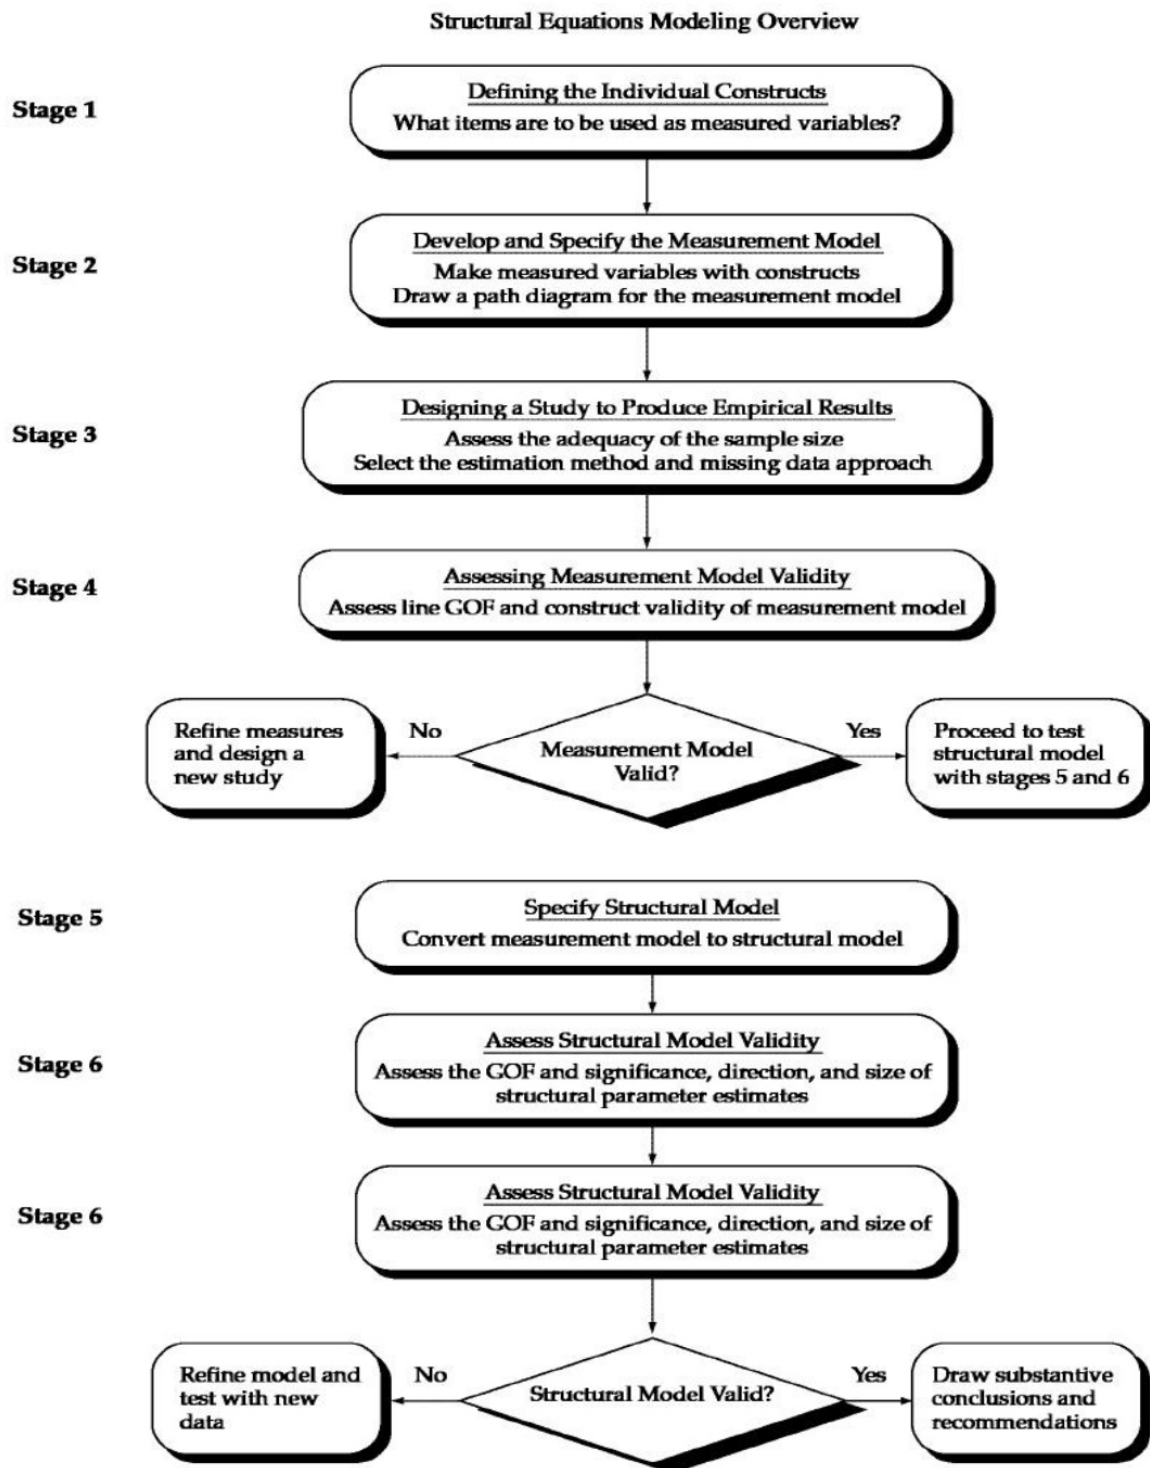 Structural Equations Modeling Overview
Stage 1
Defining the Individual Constructs
What items are to be used as measured variables?
Stage 2
Develop and Specify the Measurement Model
Make measured variables with constructs
Draw a path diagram for the measurement model
Stage 3
Designing a Study to Produce Empirical Results
Assess the adequacy of the sample size
Select the estimation method and missing data approach
Stage 4
Assessing Measurement Model Validity
Assess line GOF and construct validity of measurement model
Refine measures
and design a
new study
No
Measurement Model
Valid?
Yes
Proceed to test
structural model
with stages 5 and 6
Stage 5
Specify Structural Model
Convert measurement model to structural model
Stage 6
Assess Structural Model Validity
Assess the GOF and significance, direction, and size of
structural parameter estimates
Stage 6
Assess Structural Model Validity
Assess the GOF and significance, direction, and size of
structural parameter estimates
Refine model and
test with new
data
No
Structural Model Valid?
Yes
Draw substantive
conclusions and
recommendations